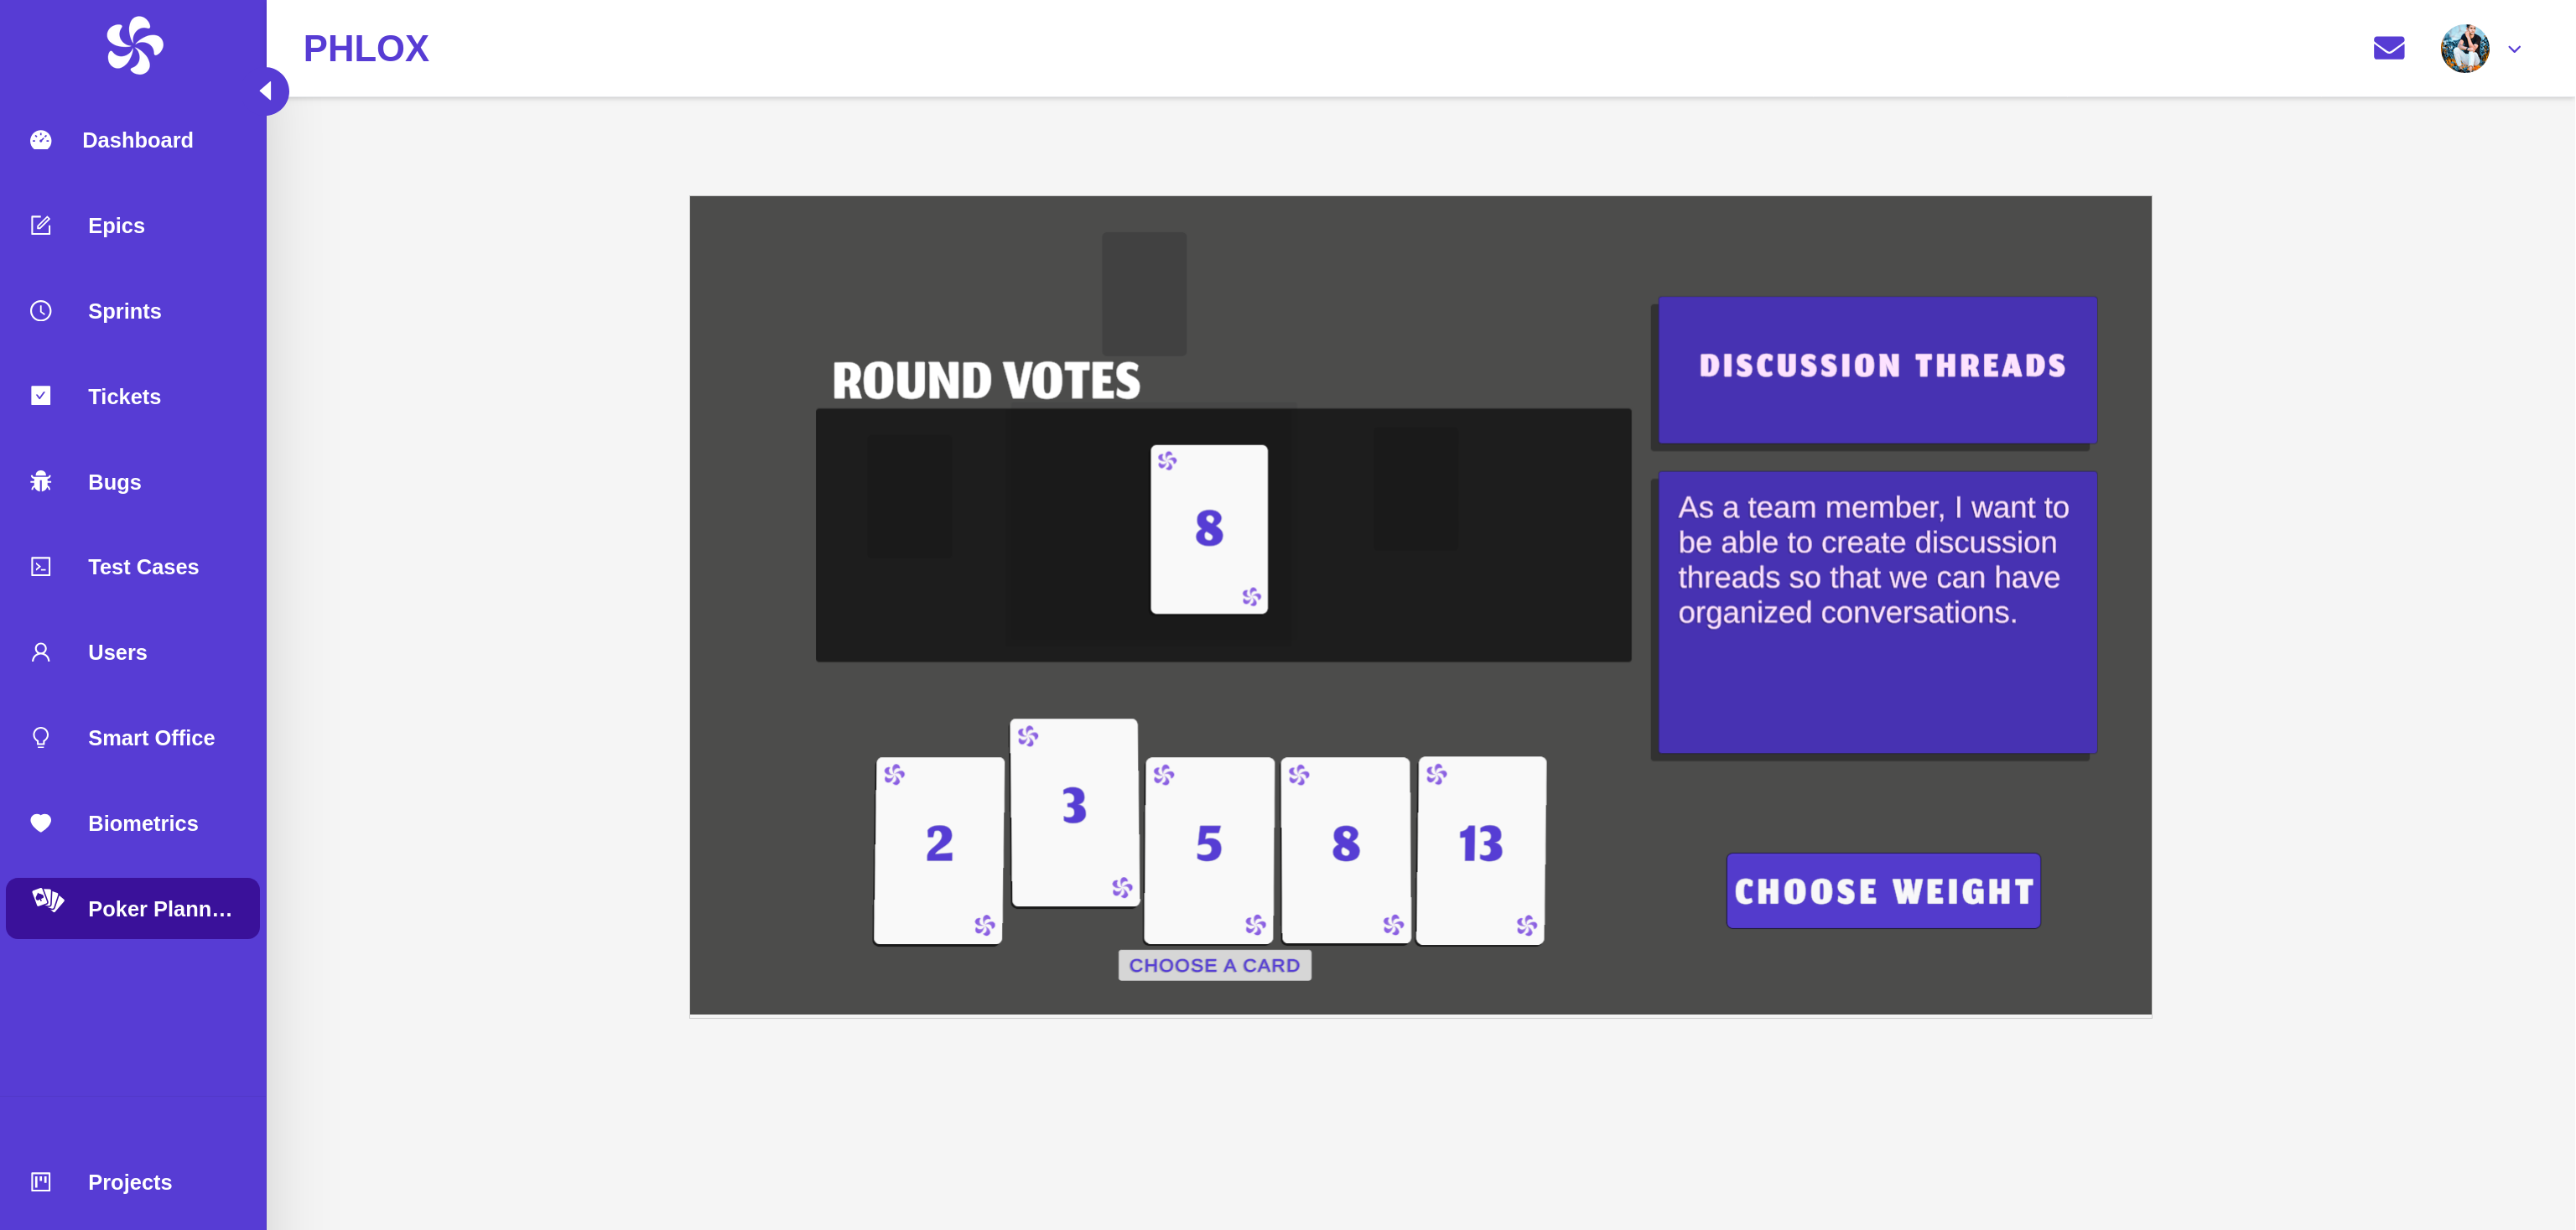 PHLOX
Dashboard
Epics
Sprints
Tickets
Bugs
Test Cases
Users
Smart Office
Biometrics
Poker Plann...
Projects
ROUND VOTES
8
2
3
5
8
13
CHOOSE A CARD
DISCUSSION THREADS
As a team member, I want to
be able to create discussion
threads so that we can have
organized conversations.
CHOOSE WEIGHT